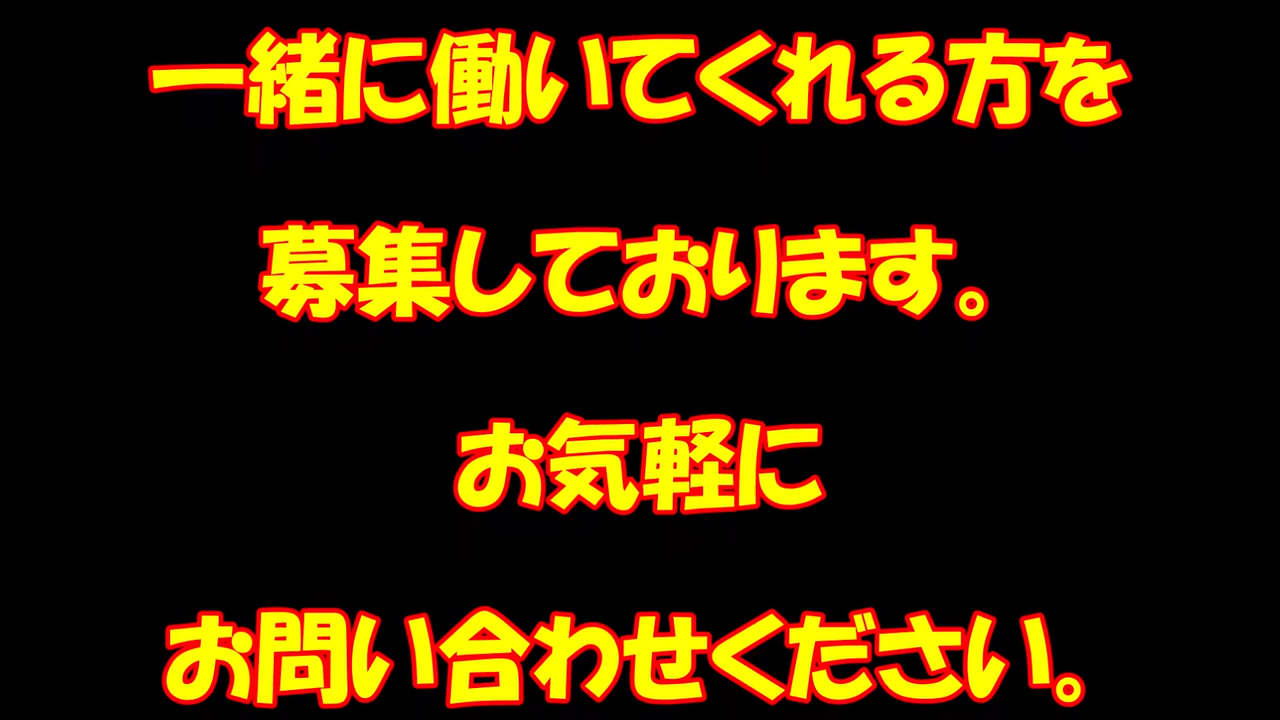 一緒に働いてくれる方を
募集しております。
お気軽に
お問い合わせください。